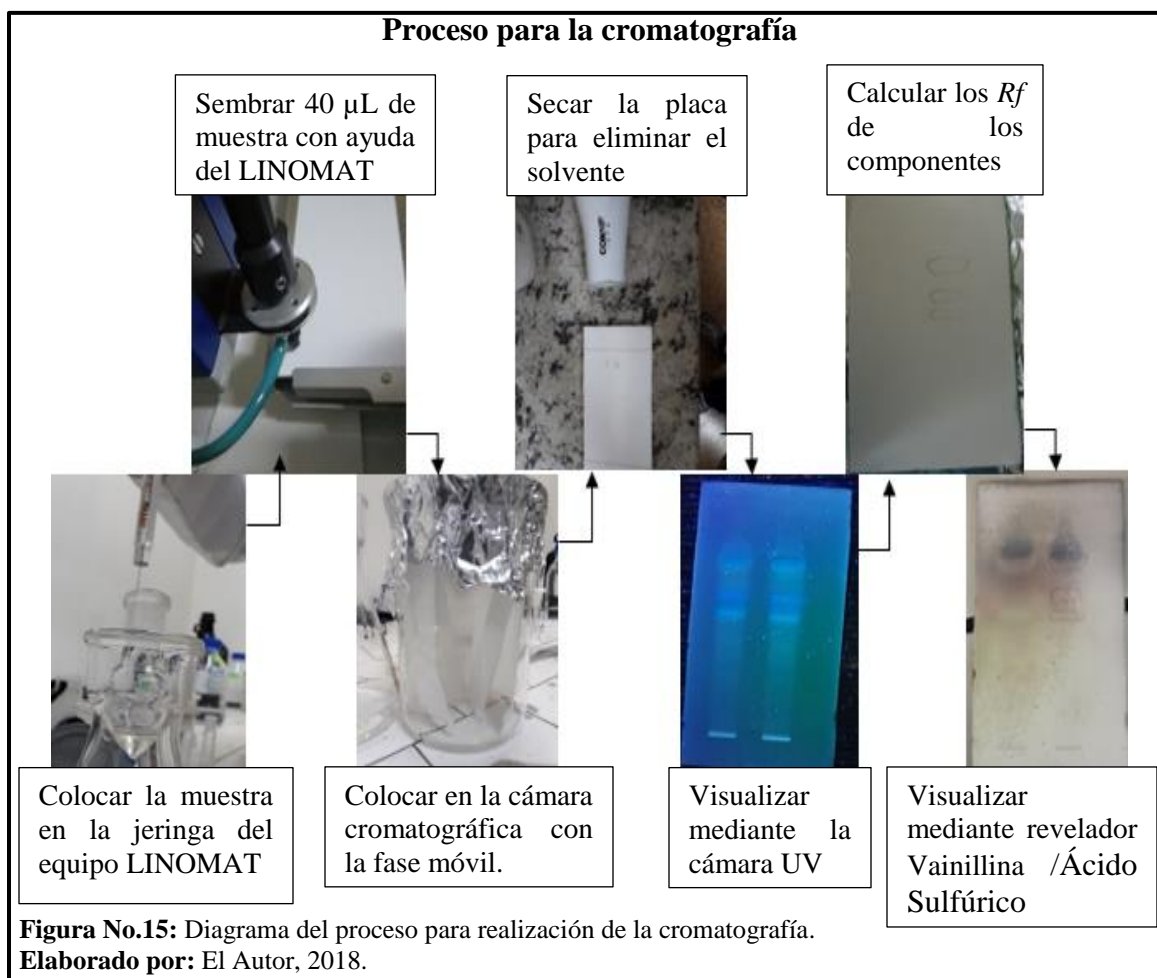 Proceso para la cromatografía
Sembrar 40 µL de
muestra con ayuda
del LINOMAT
Secar la placa
para eliminar el
solvente
Calcular los Rf
de los
componentes
Colocar la muestra
en la jeringa del
equipo LINOMAT
Colocar en la cámara
cromatográfica con
la fase móvil.
Visualizar
mediante la
cámara UV
Visualizar
mediante revelador
Vainillina /Ácido
Sulfúrico
Figura No.15: Diagrama del proceso para realización de la cromatografía.
Elaborado por: El Autor, 2018.